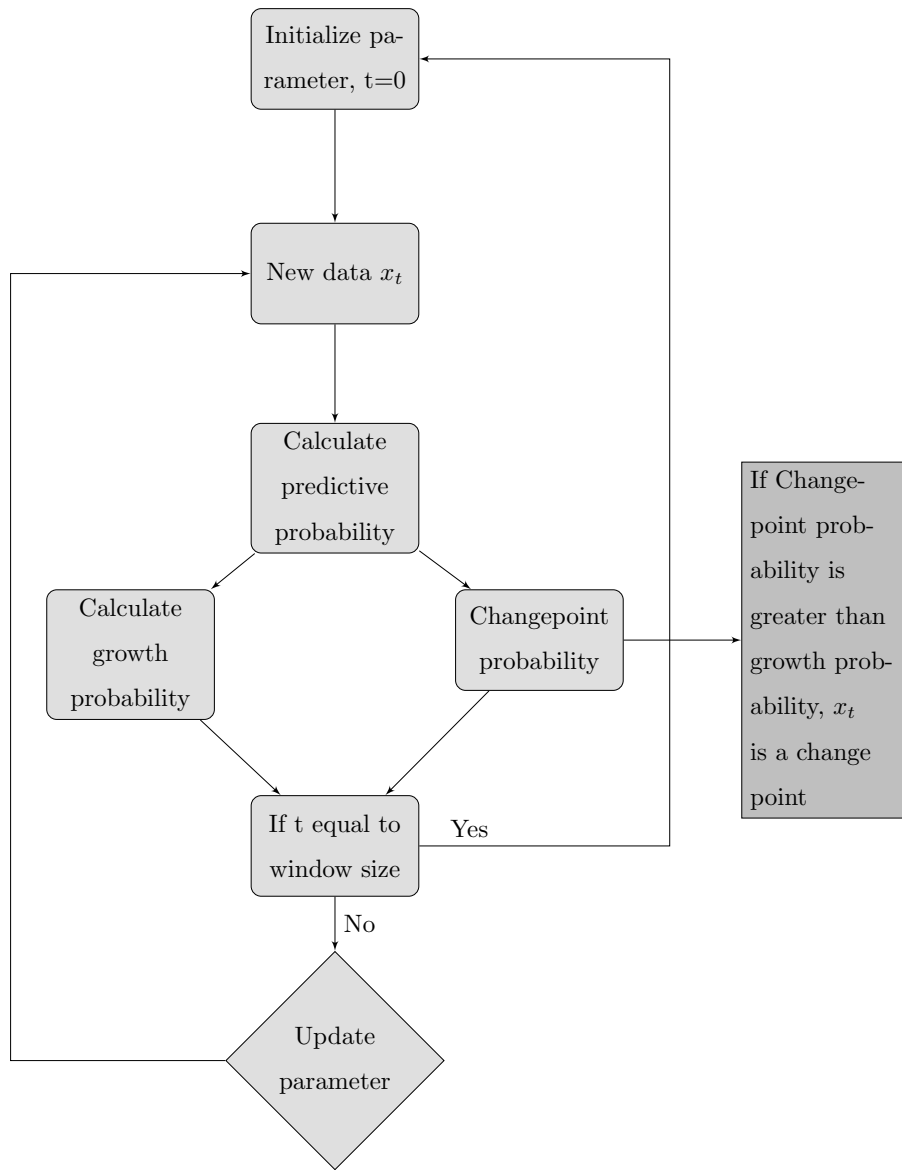 Initialize pa-
rameter, t=0
New data x_t
Calculate
predictive
probability
Calculate
growth
probability
Changepoint
probability
If Change-
point prob-
ability is
greater than
growth prob-
ability, x_t
is a change
point
If t equal to
window size
Yes
No
Update
parameter